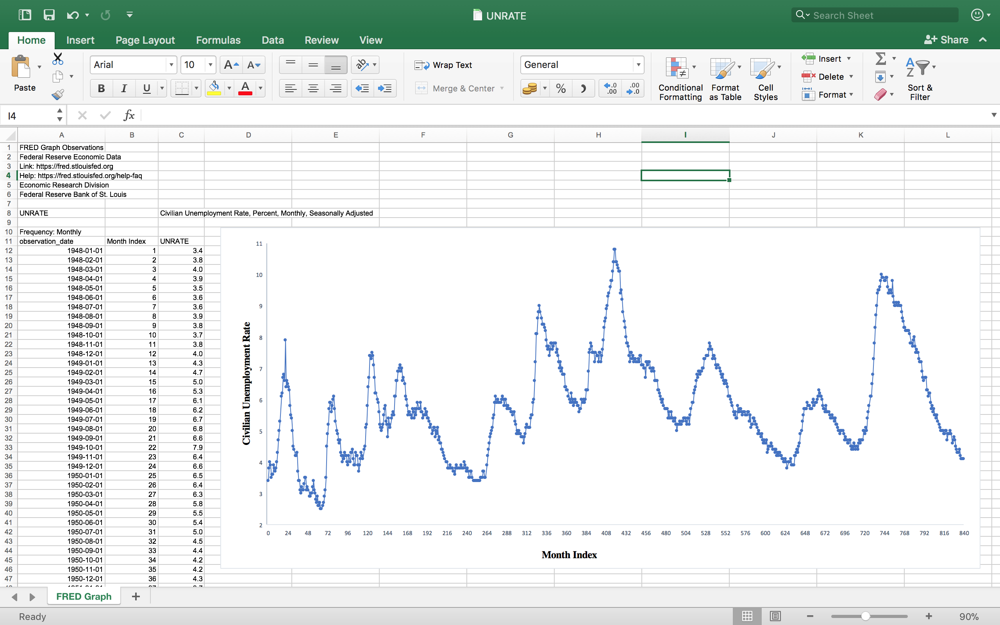 UNRATE
Search Sheet
Home Insert Page Layout Formulas Data Review View Share
Paste
Arial 10
Wrap Text
General
B I U
Merge & Center
Conditional Formatting
Format as Table
Cell Styles
Insert
Delete
Format
Sort & Filter
I4
fx
A B C D E F G H I J K L
1 FRED Graph Observations
2 Federal Reserve Economic Data
3 Link: https://fred.stlouisfed.org
4 Help: https://fred.stlouisfed.org/help-faq
5 Economic Research Division
6 Federal Reserve Bank of St. Louis
7
8 UNRATE Civilian Unemployment Rate, Percent, Monthly, Seasonally Adjusted
9
10 Frequency: Monthly
11 observation_date Month Index UNRATE
12 1948-01-01 1 3.4
13 1948-02-01 2 3.8
14 1948-03-01 3 4.0
15 1948-04-01 4 3.9
16 1948-05-01 5 3.5
17 1948-06-01 6 3.6
18 1948-07-01 7 3.6
19 1948-08-01 8 3.9
20 1948-09-01 9 3.8
21 1948-10-01 10 3.7
22 1948-11-01 11 3.8
23 1948-12-01 12 4.0
24 1949-01-01 13 4.3
25 1949-02-01 14 4.7
26 1949-03-01 15 5.0
27 1949-04-01 16 5.3
28 1949-05-01 17 6.1
29 1949-06-01 18 6.2
30 1949-07-01 19 6.7
31 1949-08-01 20 6.8
32 1949-09-01 21 6.6
33 1949-10-01 22 7.9
34 1949-11-01 23 6.4
35 1949-12-01 24 6.6
36 1950-01-01 25 6.5
37 1950-02-01 26 6.4
38 1950-03-01 27 6.3
39 1950-04-01 28 5.8
40 1950-05-01 29 5.5
41 1950-06-01 30 5.4
42 1950-07-01 31 5.0
43 1950-08-01 32 4.5
44 1950-09-01 33 4.4
45 1950-10-01 34 4.2
46 1950-11-01 35 4.2
47 1950-12-01 36 4.3
Civilian Unemployment Rate
11
10
9
8
7
6
5
4
3
2
0 24 48 72 96 120 144 168 192 216 240 264 288 312 336 360 384 408 432 456 480 504 528 552 576 600 624 648 672 696 720 744 768 792 816 840
Month Index
FRED Graph
Ready
90%